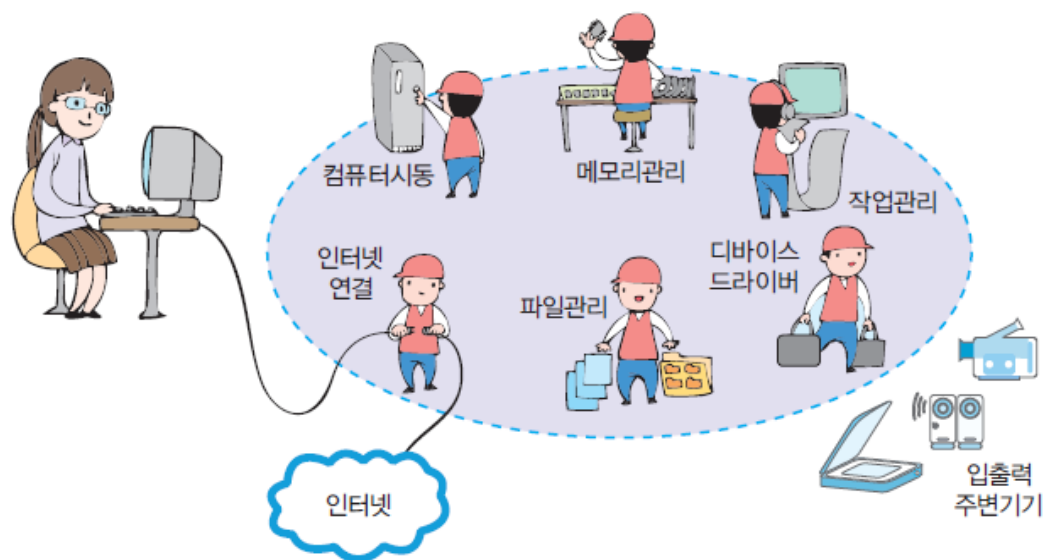 컴퓨터시동
메모리관리
작업관리
인터넷
연결
파일관리
디바이스
드라이버
인터넷
입출력
주변기기